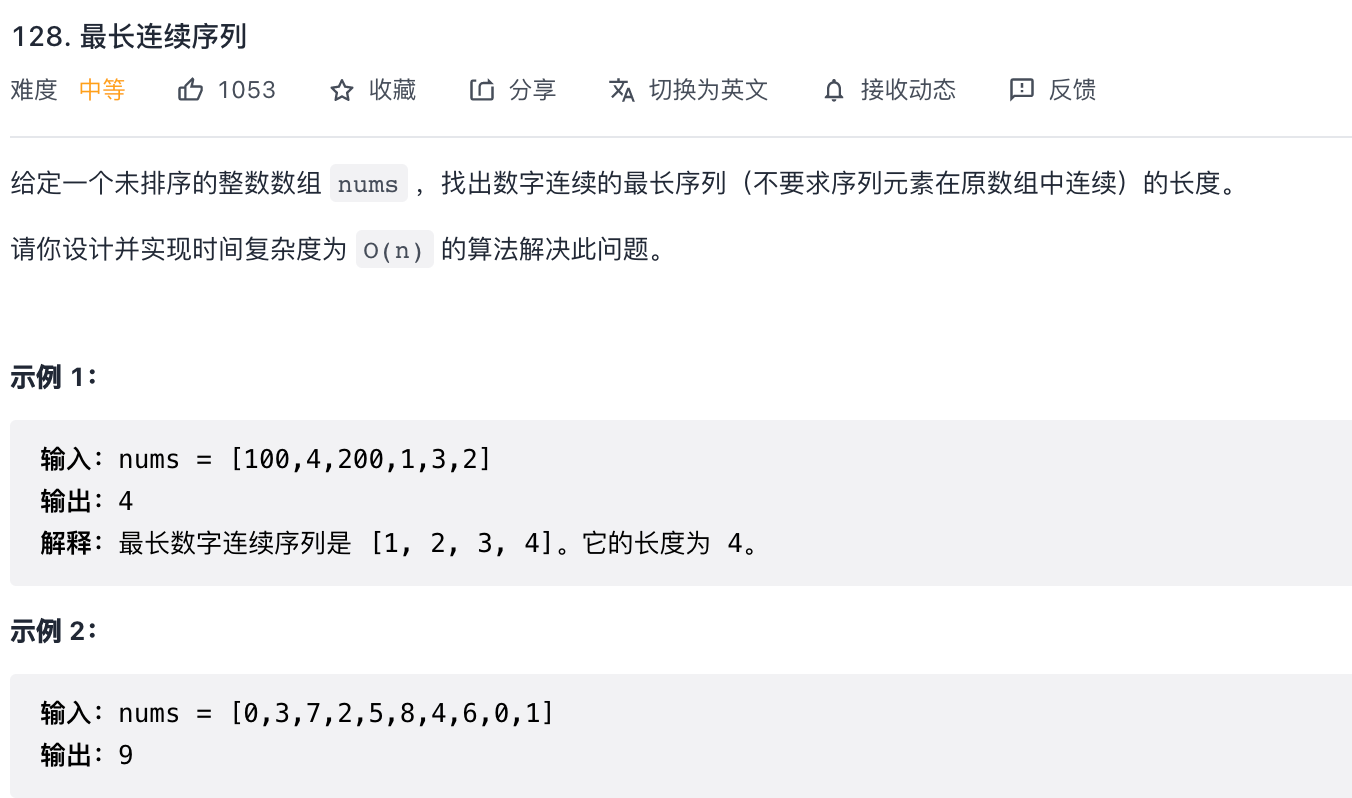 128. 最长连续序列
难度 中等 1053 收藏 分享 切换为英文 接收动态 反馈
给定一个未排序的整数数组 nums ，找出数字连续的最长序列（不要求序列元素在原数组中连续）的长度。
请你设计并实现时间复杂度为 O(n) 的算法解决此问题。
示例 1：
输入：nums = [100,4,200,1,3,2]
输出：4
解释：最长数字连续序列是 [1, 2, 3, 4]。它的长度为 4。
示例 2：
输入：nums = [0,3,7,2,5,8,4,6,0,1]
输出：9